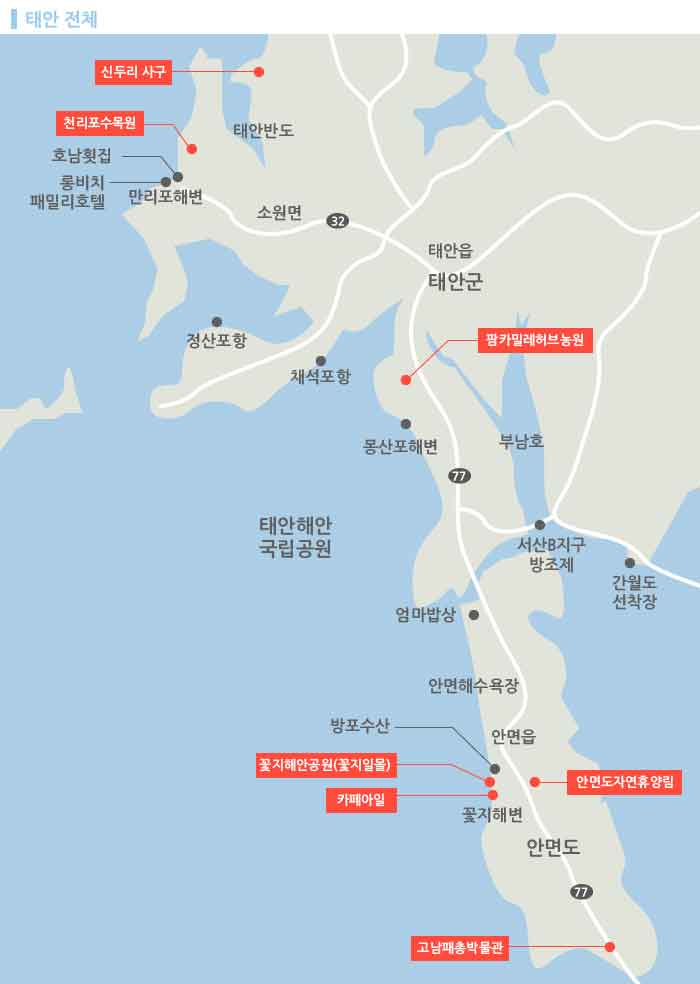 태안 전체
신두리 사구
천리포수목원
태안반도
호남횟집
롱비치
패밀리호텔
만리포해변
소원면
32
태안읍
태안군
정산포항
팜카밀레허브농원
채석포항
몽산포해변
부남호
77
태안해안
국립공원
서산B지구
방조제
간월도
선착장
엄마밥상
안면해수욕장
방포수산
안면읍
꽃지해안공원(꽃지일몰)
안면도자연휴양림
카페아일
꽃지해변
안면도
77
고남패총박물관